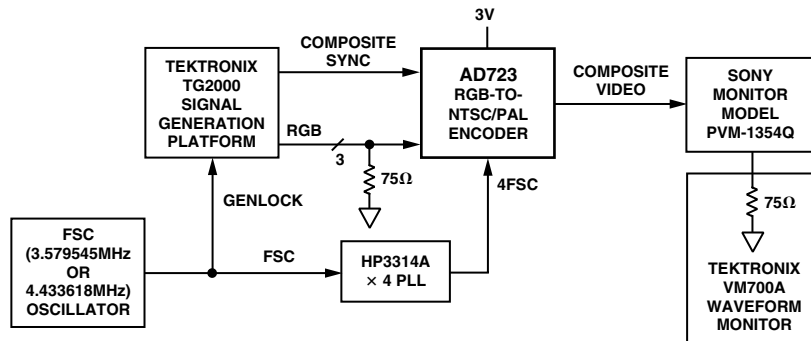 3V
COMPOSITE
SYNC
TEKTRONIX
TG2000
SIGNAL
GENERATION
PLATFORM
RGB
3
75Ω
AD723
RGB-TO-
NTSC/PAL
ENCODER
COMPOSITE
VIDEO
SONY
MONITOR
MODEL
PVM-1354Q
GENLOCK
4FSC
75Ω
FSC
(3.579545MHz
OR
4.433618MHz)
OSCILLATOR
FSC
HP3314A
× 4 PLL
TEKTRONIX
VM700A
WAVEFORM
MONITOR